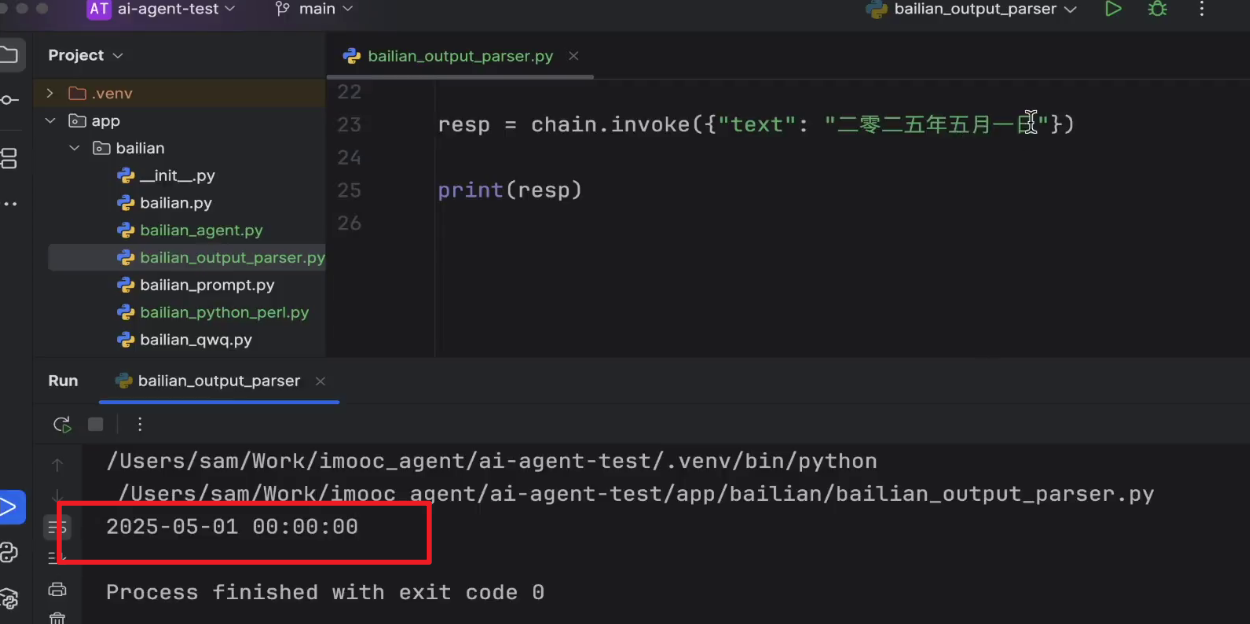 AT ai-agent-test main bailian_output_parser
Project
bailian_output_parser.py
.venv
app
bailian
__init__.py
bailian.py
bailian_agent.py
bailian_output_parser.py
bailian_prompt.py
bailian_python_perl.py
bailian_qwq.py
22
23 resp = chain.invoke({"text": "二零二五年五月一日"})
24
25 print(resp)
26
Run bailian_output_parser
/Users/sam/Work/imooc_agent/ai-agent-test/.venv/bin/python
/Users/sam/Work/imooc_agent/ai-agent-test/app/bailian/bailian_output_parser.py
2025-05-01 00:00:00
Process finished with exit code 0